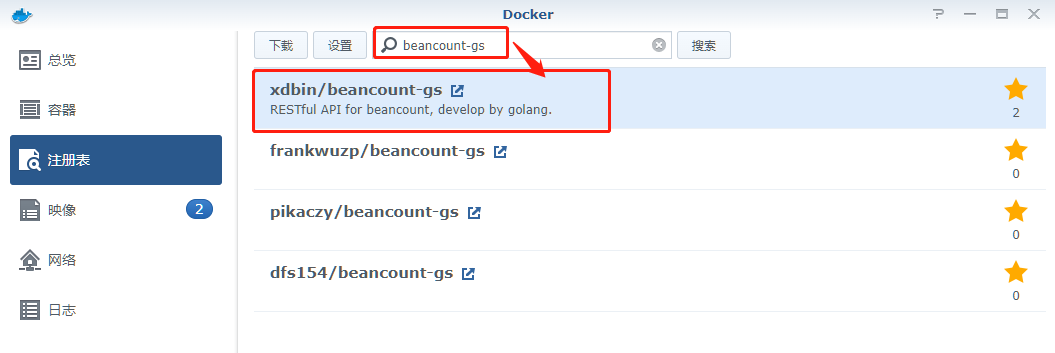 Docker
总览
容器
注册表
映像
2
网络
日志
下载 设置 beancount-gs 搜索
xdbin/beancount-gs
RESTful API for beancount, develop by golang.
2
frankwuzp/beancount-gs
0
pikaczy/beancount-gs
0
dfs154/beancount-gs
0